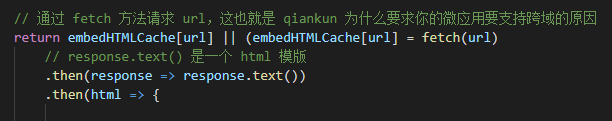 // 通过 fetch 方法请求 url，这也就是 qiankun 为什么要求你的微应用要支持跨域的原因
return embedHTMLCache[url] || (embedHTMLCache[url] = fetch(url)
// response.text() 是一个 html 模版
.then(response => response.text())
.then(html => {